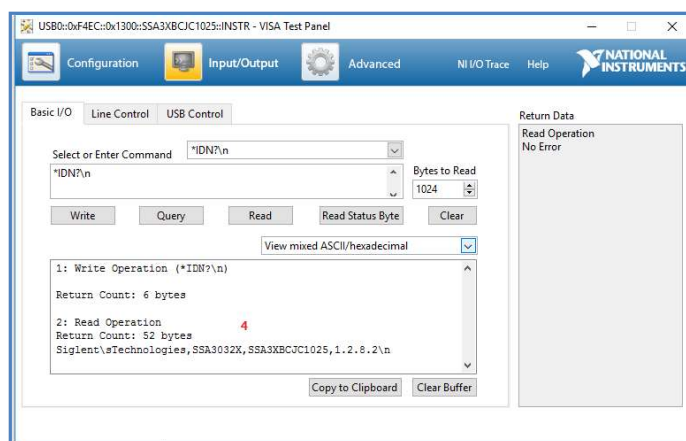 USB0::0xF4EC::0x1300::SSA3XBCJC1025::INSTR - VISA Test Panel
Configuration
Input/Output
Advanced
NI I/O Trace
Help
NATIONAL
INSTRUMENTS
Basic I/O
Line Control
USB Control
Return Data
Read Operation
No Error
Select or Enter Command
*IDN?\n
*IDN?\n
Bytes to Read
1024
Write
Query
Read
Read Status Byte
Clear
View mixed ASCII/hexadecimal
1: Write Operation (*IDN?\n)
Return Count: 6 bytes
2: Read Operation
4
Return Count: 52 bytes
Siglent\sTechnologies,SSA3032X,SSA3XBCJC1025,1.2.8.2\n
Copy to Clipboard
Clear Buffer